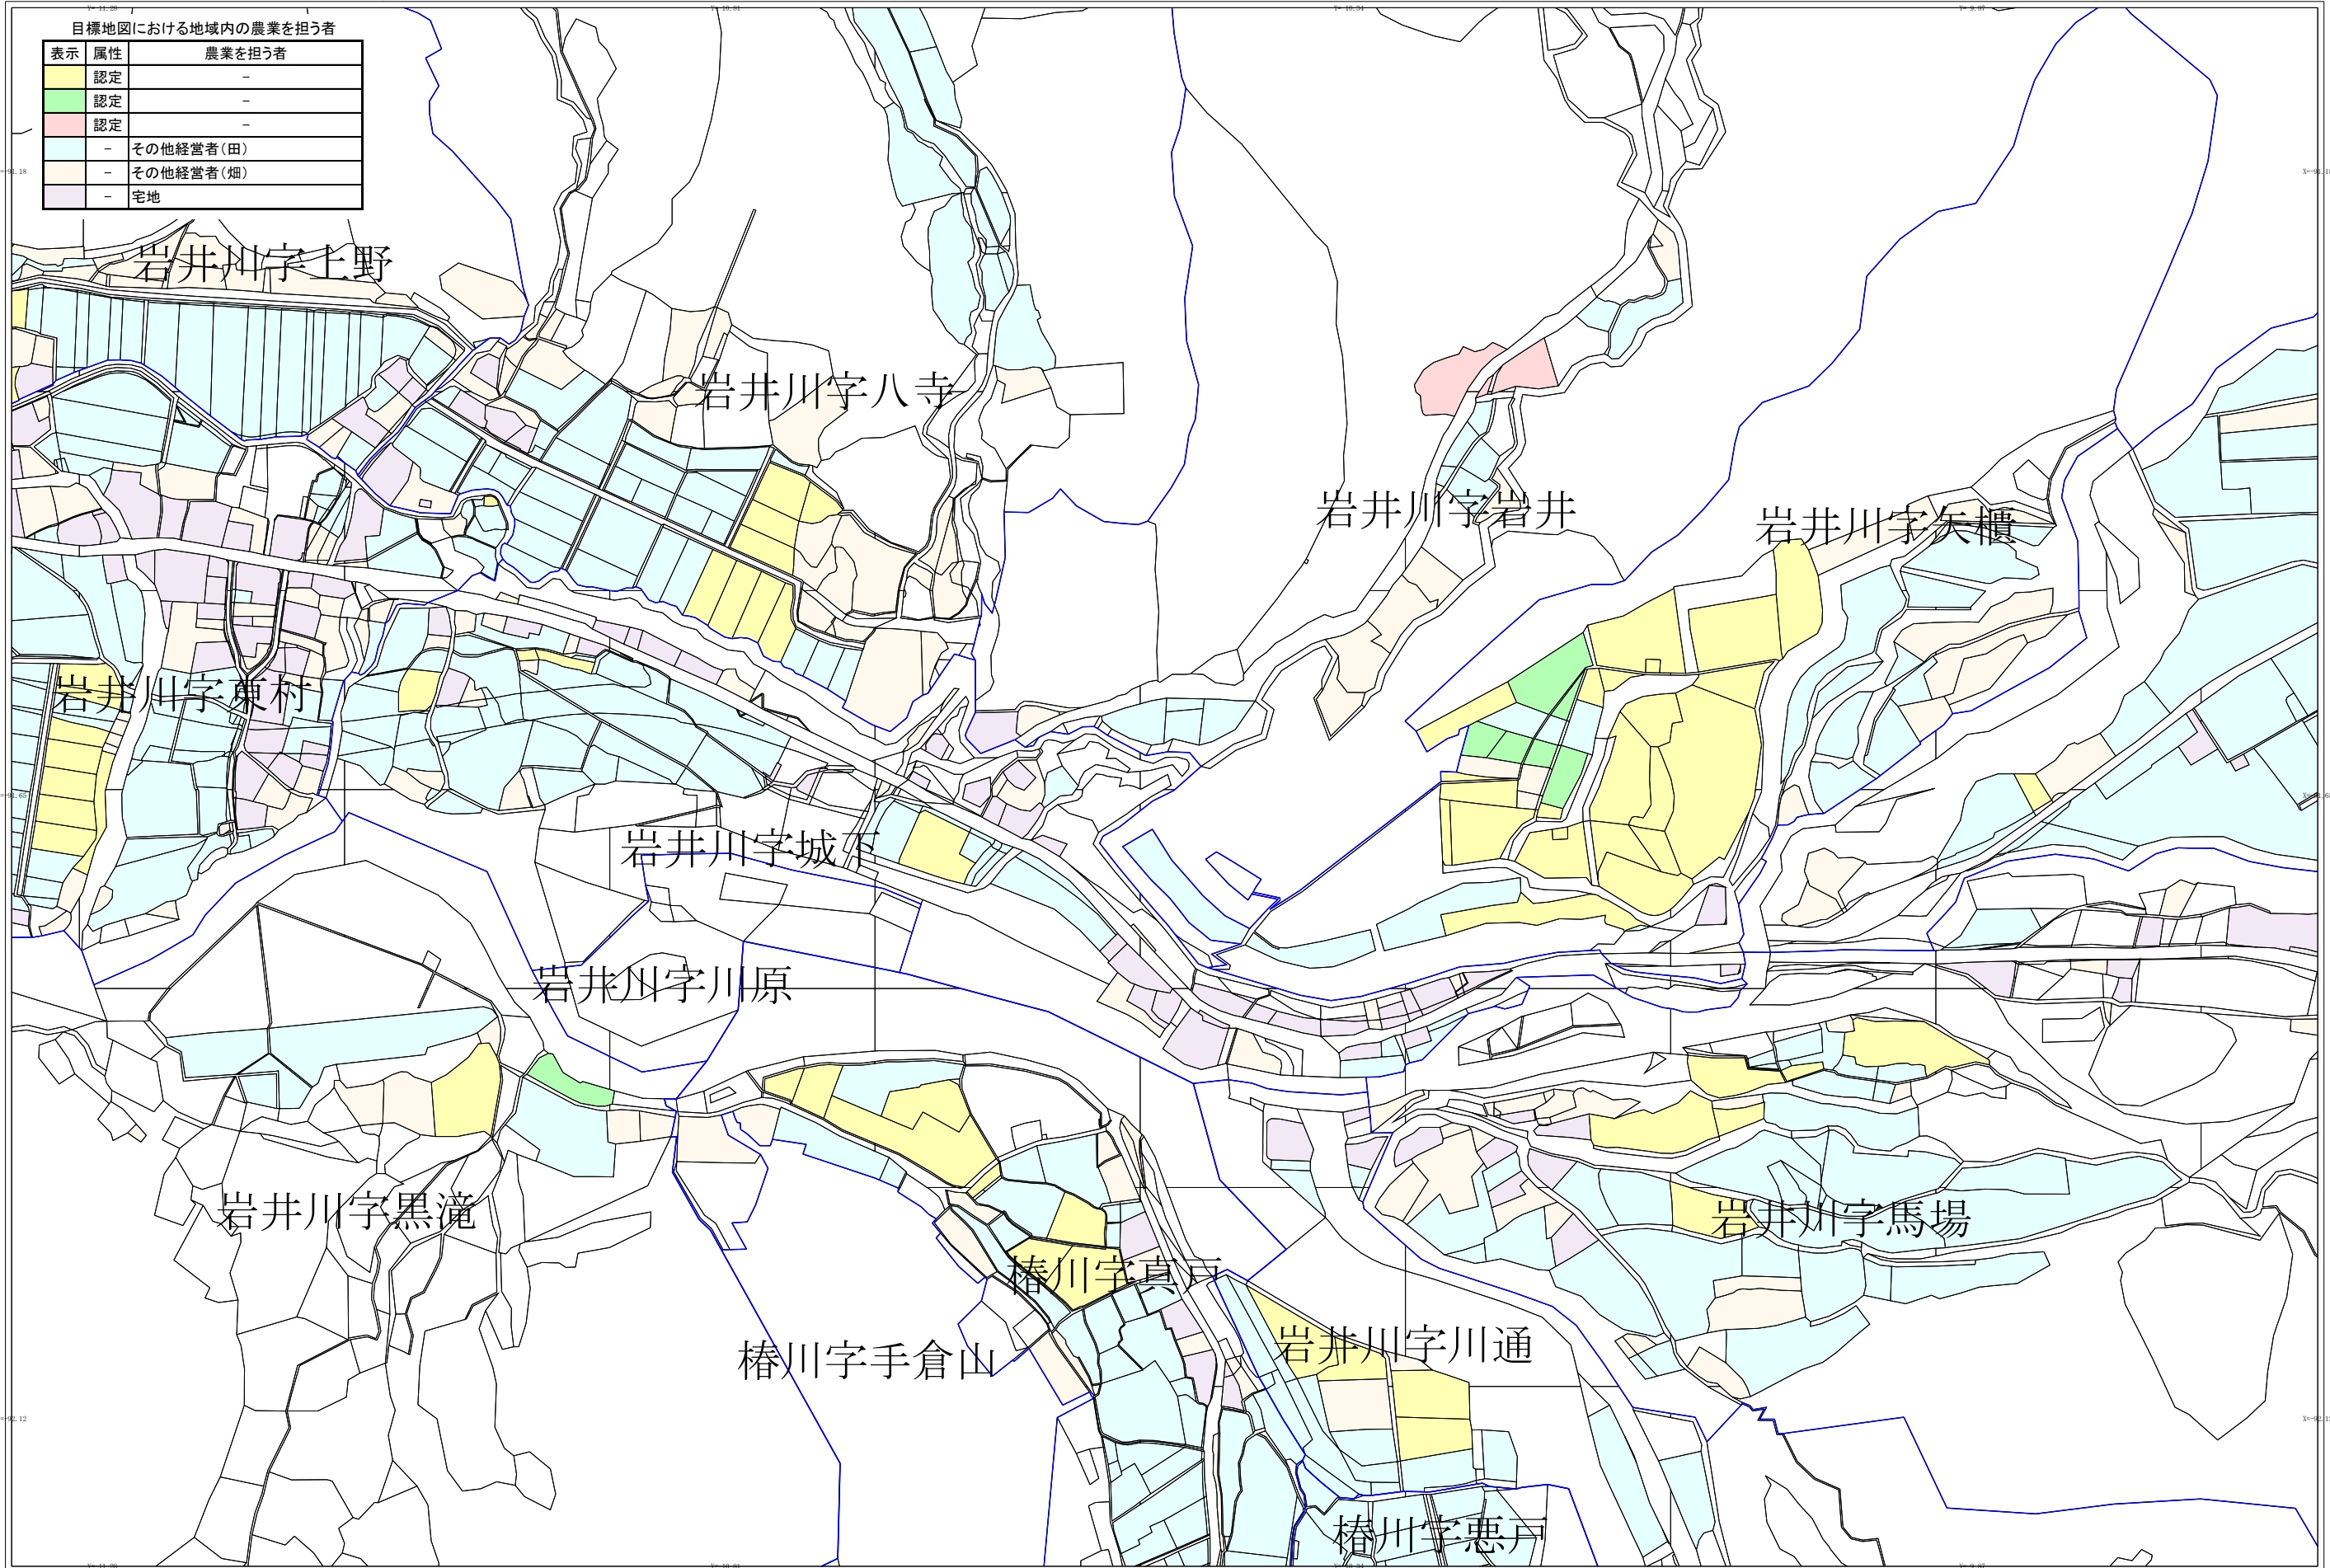 目標地図における地域内の農業を担う者
表示 属性 農業を担う者
認定 －
認定 －
認定 －
－ その他経営者（田）
－ その他経営者（畑）
－ 宅地
岩井川字上野
岩井川字八寺
岩井川字岩井
岩井川字矢櫃
岩井川字東村
岩井川字城下
岩井川字川原
岩井川字黒滝
岩井川字馬場
椿川字真戸
岩井川字川通
椿川字手倉山
椿川字悪戸